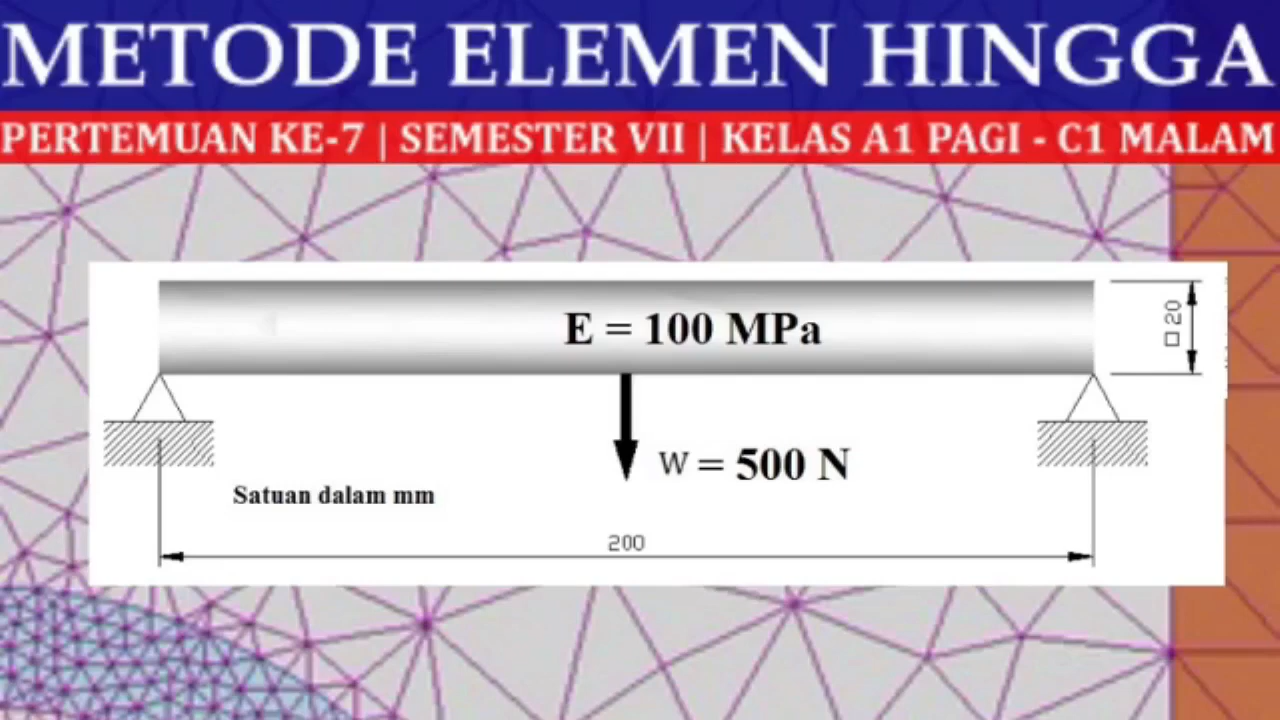 METODE ELEMEN HINGGA
PERTEMUAN KE-7 | SEMESTER VII | KELAS A1 PAGI - C1 MALAM
E = 100 MPa
□ 20
W = 500 N
Satuan dalam mm
200